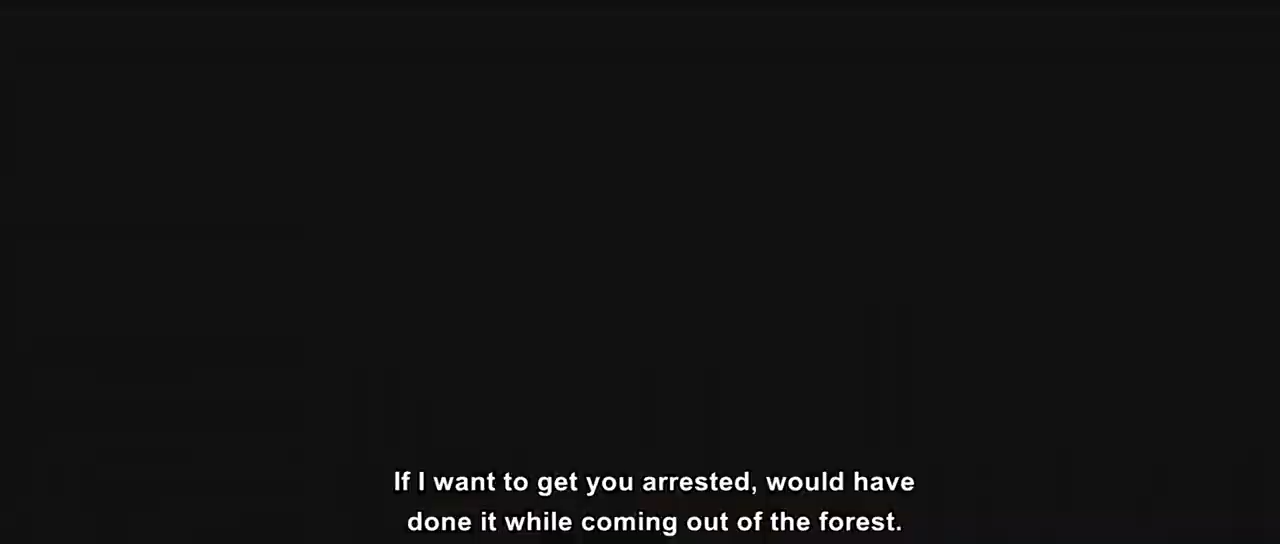 If I want to get you arrested, would have
done it while coming out of the forest.